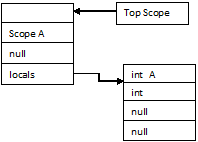 Top Scope
Scope A
null
locals
int A
int
null
null